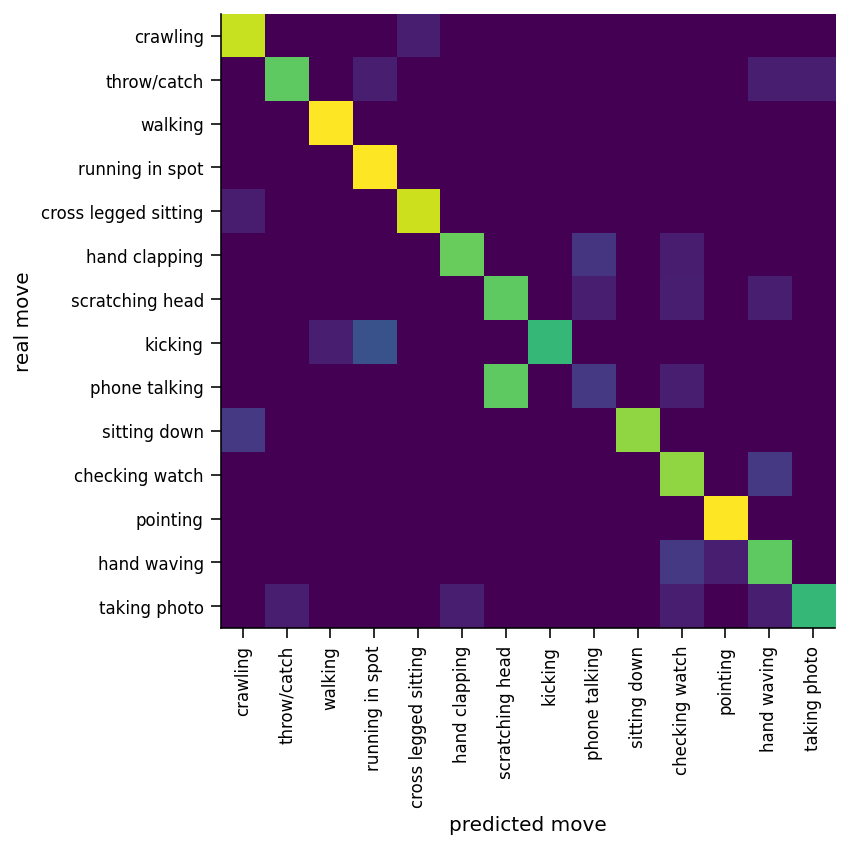 crawling
throw/catch
walking
running in spot
cross legged sitting
hand clapping
scratching head
kicking
phone talking
sitting down
checking watch
pointing
hand waving
taking photo
real move
crawling
throw/catch
walking
running in spot
cross legged sitting
hand clapping
scratching head
kicking
phone talking
sitting down
checking watch
pointing
hand waving
taking photo
predicted move